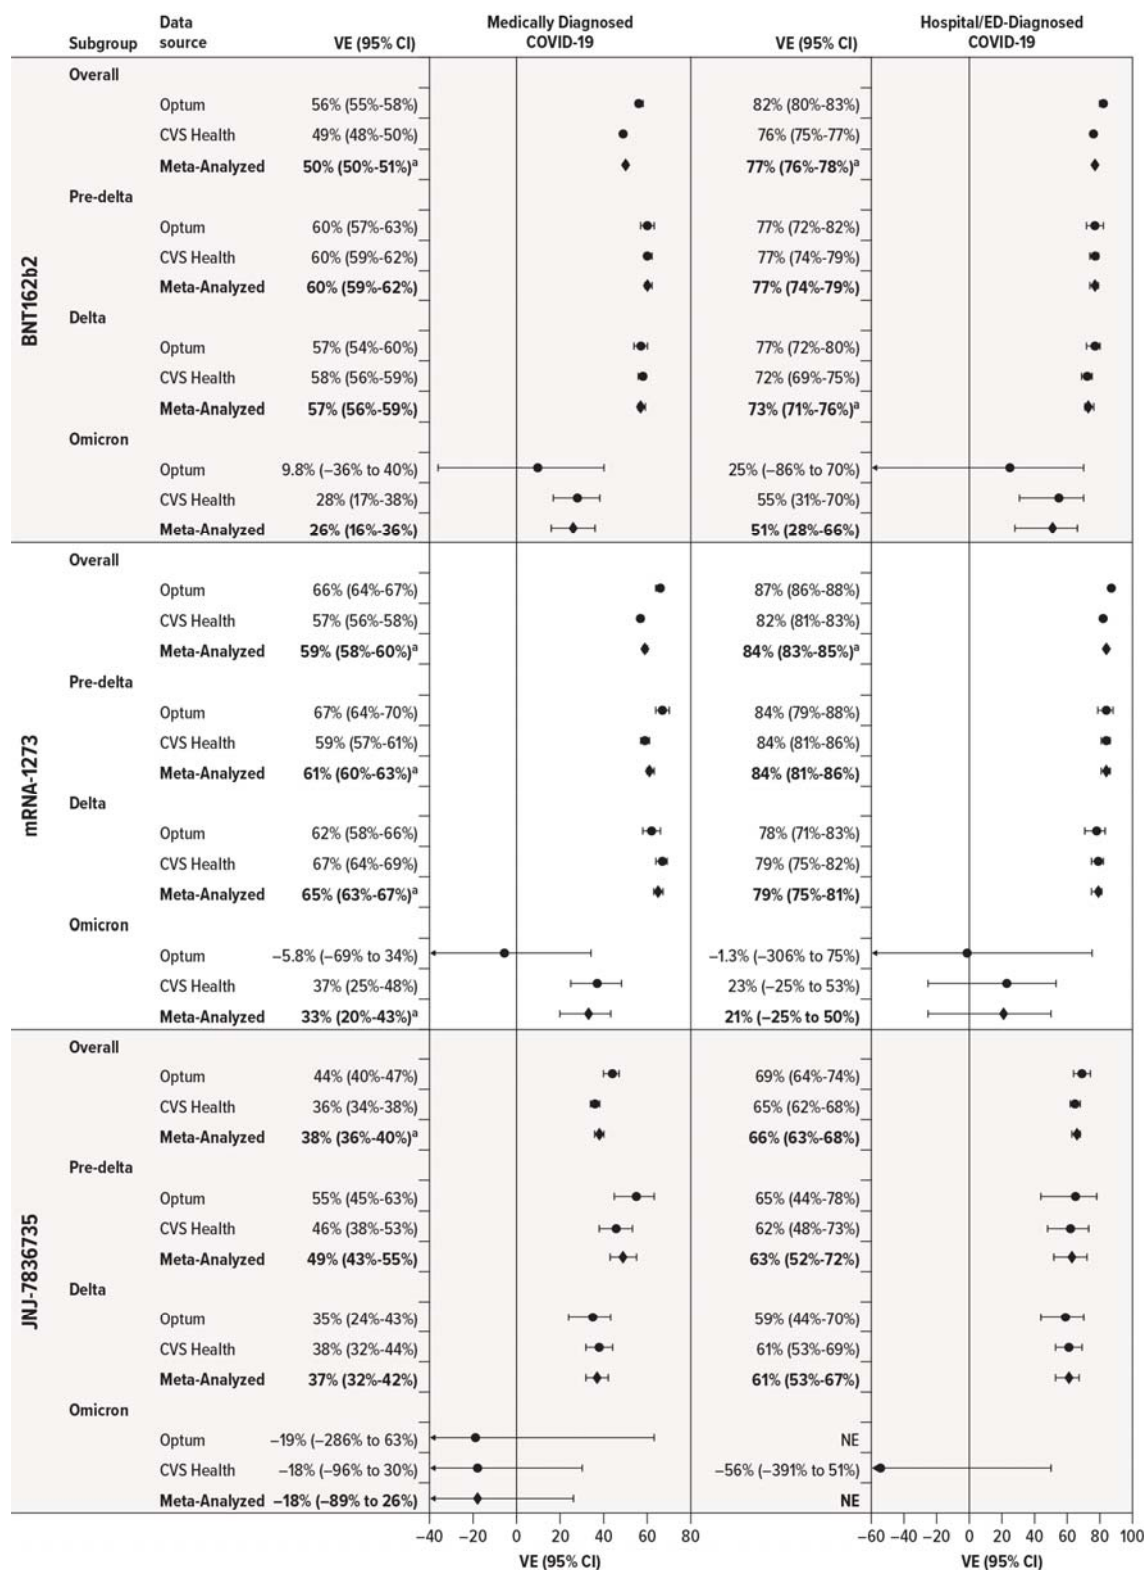 Subgroup Data source VE (95% CI) Medically Diagnosed COVID-19 VE (95% CI) Hospital/ED-Diagnosed COVID-19
BNT162b2
Overall
Optum 56% (55%-58%) 82% (80%-83%)
CVS Health 49% (48%-50%) 76% (75%-77%)
Meta-Analyzed 50% (50%-51%)a 77% (76%-78%)a
Pre-delta
Optum 60% (57%-63%) 77% (72%-82%)
CVS Health 60% (59%-62%) 77% (74%-79%)
Meta-Analyzed 60% (59%-62%) 77% (74%-79%)
Delta
Optum 57% (54%-60%) 77% (72%-80%)
CVS Health 58% (56%-59%) 72% (69%-75%)
Meta-Analyzed 57% (56%-59%) 73% (71%-76%)a
Omicron
Optum 9.8% (−36% to 40%) 25% (−86% to 70%)
CVS Health 28% (17%-38%) 55% (31%-70%)
Meta-Analyzed 26% (16%-36%) 51% (28%-66%)
mRNA-1273
Overall
Optum 66% (64%-67%) 87% (86%-88%)
CVS Health 57% (56%-58%) 82% (81%-83%)
Meta-Analyzed 59% (58%-60%)a 84% (83%-85%)a
Pre-delta
Optum 67% (64%-70%) 84% (79%-88%)
CVS Health 59% (57%-61%) 84% (81%-86%)
Meta-Analyzed 61% (60%-63%)a 84% (81%-86%)
Delta
Optum 62% (58%-66%) 78% (71%-83%)
CVS Health 67% (64%-69%) 79% (75%-82%)
Meta-Analyzed 65% (63%-67%)a 79% (75%-81%)
Omicron
Optum −5.8% (−69% to 34%) −1.3% (−306% to 75%)
CVS Health 37% (25%-48%) 23% (−25% to 53%)
Meta-Analyzed 33% (20%-43%)a 21% (−25% to 50%)
JNJ-7836735
Overall
Optum 44% (40%-47%) 69% (64%-74%)
CVS Health 36% (34%-38%) 65% (62%-68%)
Meta-Analyzed 38% (36%-40%)a 66% (63%-68%)
Pre-delta
Optum 55% (45%-63%) 65% (44%-78%)
CVS Health 46% (38%-53%) 62% (48%-73%)
Meta-Analyzed 49% (43%-55%) 63% (52%-72%)
Delta
Optum 35% (24%-43%) 59% (44%-70%)
CVS Health 38% (32%-44%) 61% (53%-69%)
Meta-Analyzed 37% (32%-42%) 61% (53%-67%)
Omicron
Optum −19% (−286% to 63%) NE
CVS Health −18% (−96% to 30%) −56% (−391% to 51%)
Meta-Analyzed −18% (−89% to 26%) NE
−40 −20 0 20 40 60 80 −60 −40 −20 0 20 40 60 80 100
VE (95% CI) VE (95% CI)